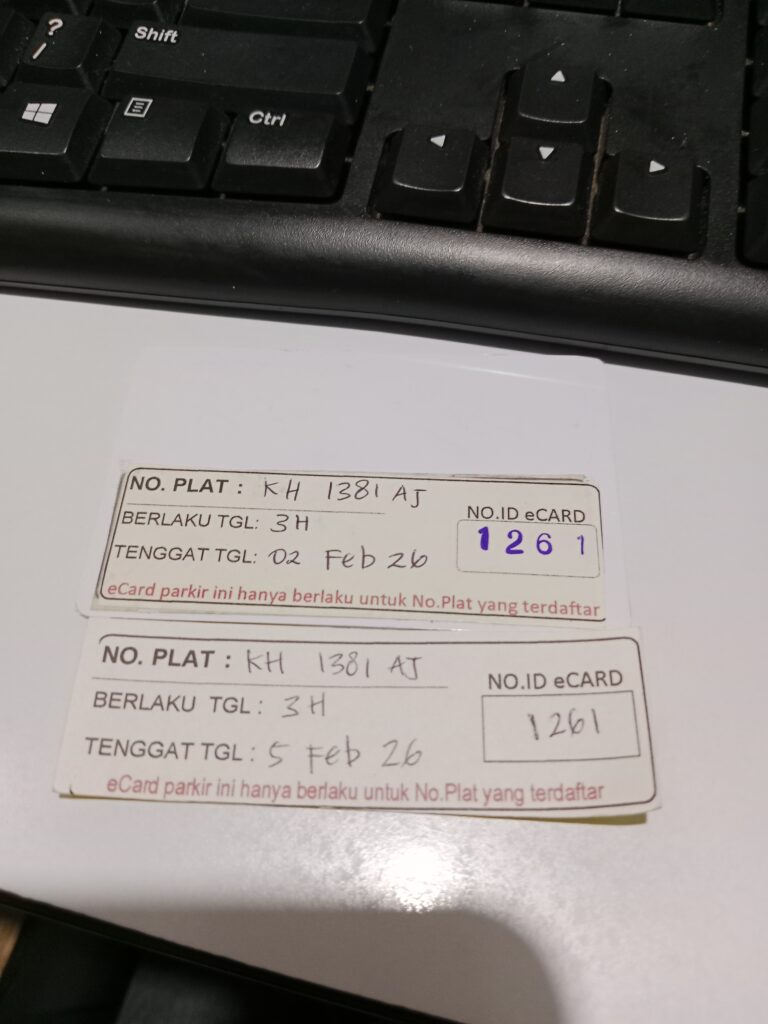 ?
/
Shift
Ctrl
NO. PLAT : KH 1381 AJ
BERLAKU TGL: 3H
NO.ID eCARD
1261
TENGGAT TGL: 02 Feb 26
eCard parkir ini hanya berlaku untuk No.Plat yang terdaftar
NO. PLAT : KH 1381 AJ
BERLAKU TGL : 3H
NO.ID eCARD
1261
TENGGAT TGL : 5 Feb 26
eCard parkir ini hanya berlaku untuk No.Plat yang terdaftar